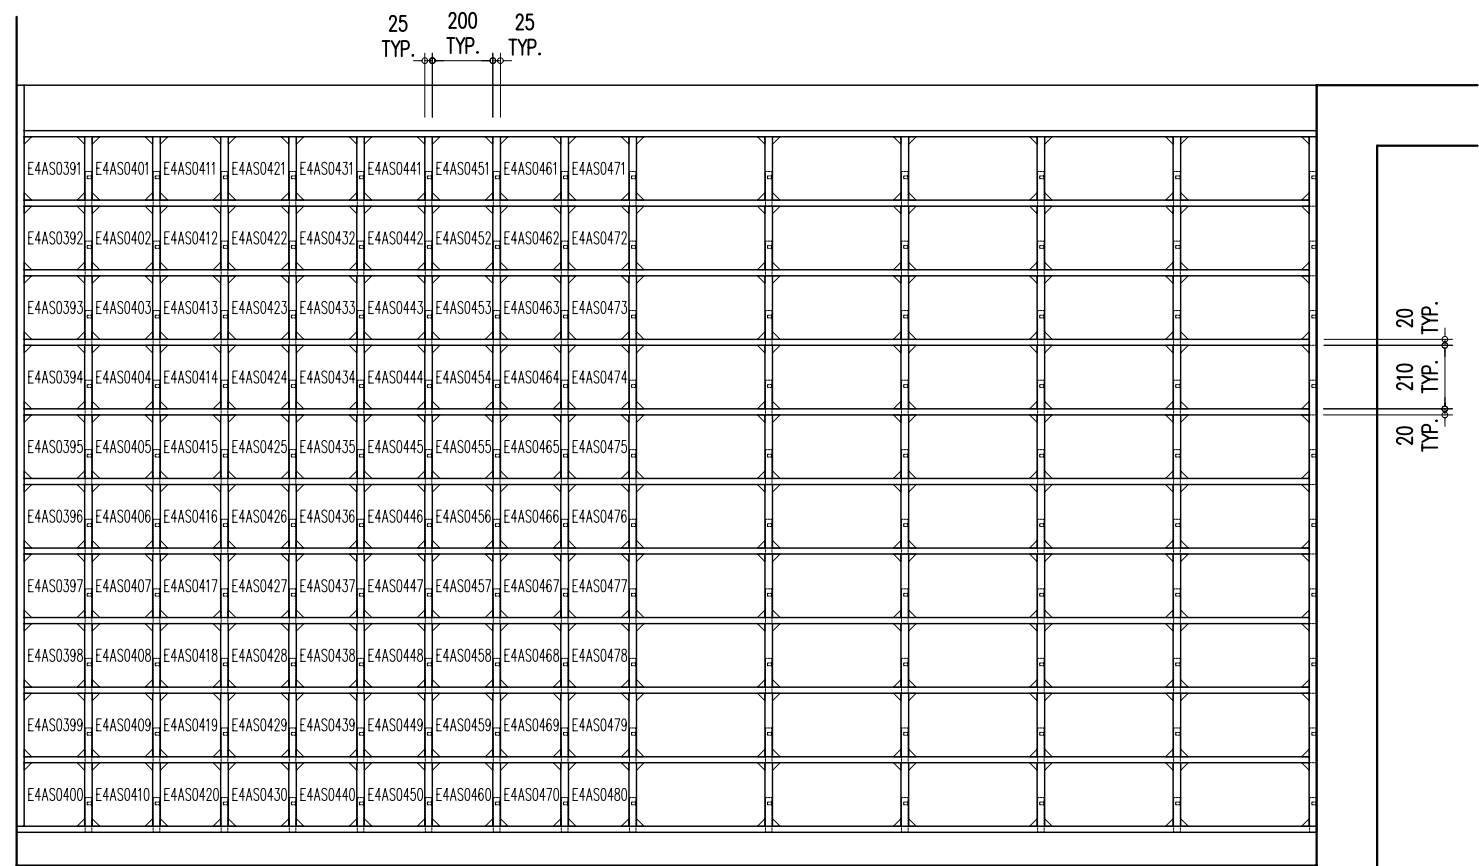 25 200 25
TYP. TYP. TYP.
E4AS0391 E4AS0401 E4AS0411 E4AS0421 E4AS0431 E4AS0441 E4AS0451 E4AS0461 E4AS0471
E4AS0392 E4AS0402 E4AS0412 E4AS0422 E4AS0432 E4AS0442 E4AS0452 E4AS0462 E4AS0472
E4AS0393 E4AS0403 E4AS0413 E4AS0423 E4AS0433 E4AS0443 E4AS0453 E4AS0463 E4AS0473
20
TYP.
E4AS0394 E4AS0404 E4AS0414 E4AS0424 E4AS0434 E4AS0444 E4AS0454 E4AS0464 E4AS0474
210
TYP.
20
TYP.
E4AS0395 E4AS0405 E4AS0415 E4AS0425 E4AS0435 E4AS0445 E4AS0455 E4AS0465 E4AS0475
E4AS0396 E4AS0406 E4AS0416 E4AS0426 E4AS0436 E4AS0446 E4AS0456 E4AS0466 E4AS0476
E4AS0397 E4AS0407 E4AS0417 E4AS0427 E4AS0437 E4AS0447 E4AS0457 E4AS0467 E4AS0477
E4AS0398 E4AS0408 E4AS0418 E4AS0428 E4AS0438 E4AS0448 E4AS0458 E4AS0468 E4AS0478
E4AS0399 E4AS0409 E4AS0419 E4AS0429 E4AS0439 E4AS0449 E4AS0459 E4AS0469 E4AS0479
E4AS0400 E4AS0410 E4AS0420 E4AS0430 E4AS0440 E4AS0450 E4AS0460 E4AS0470 E4AS0480